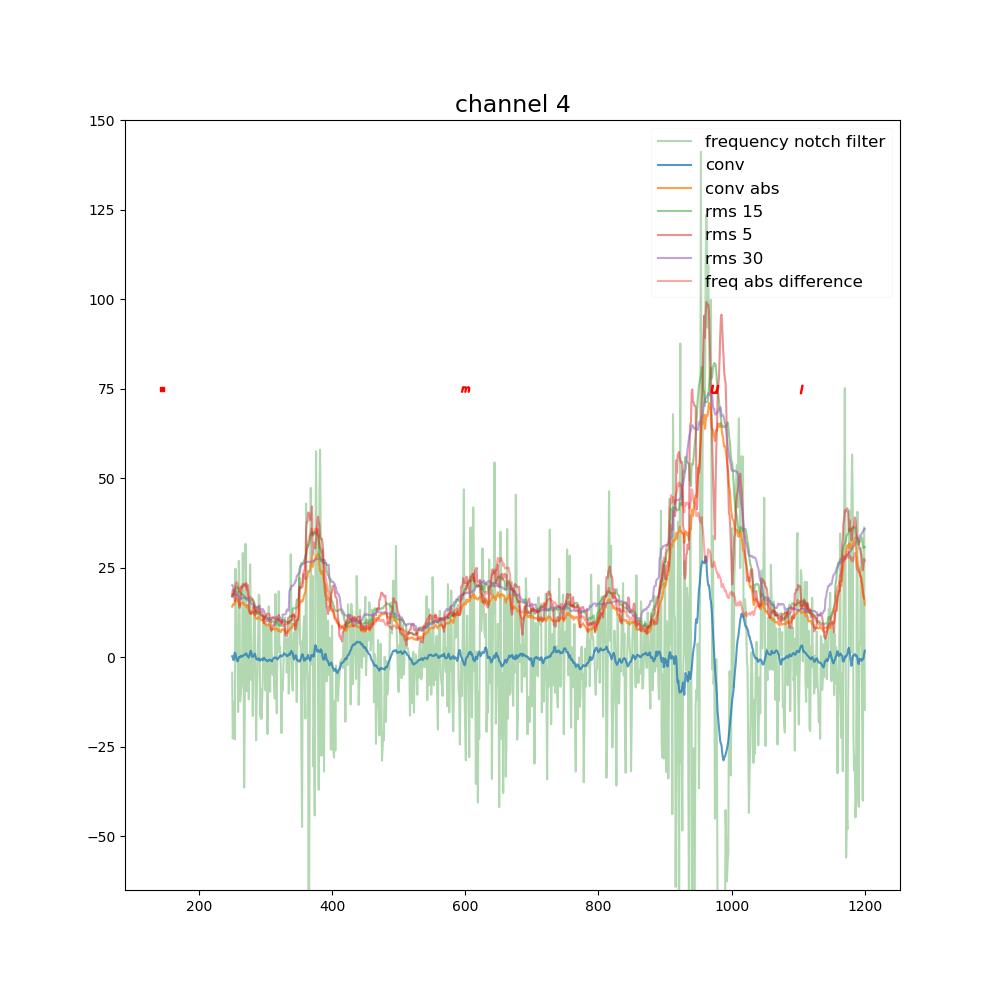 channel 4
150
125
100
75
50
25
0
−25
−50
200
400
600
800
1000
1200
frequency notch filter
conv
conv abs
rms 15
rms 5
rms 30
freq abs difference
m
u
l